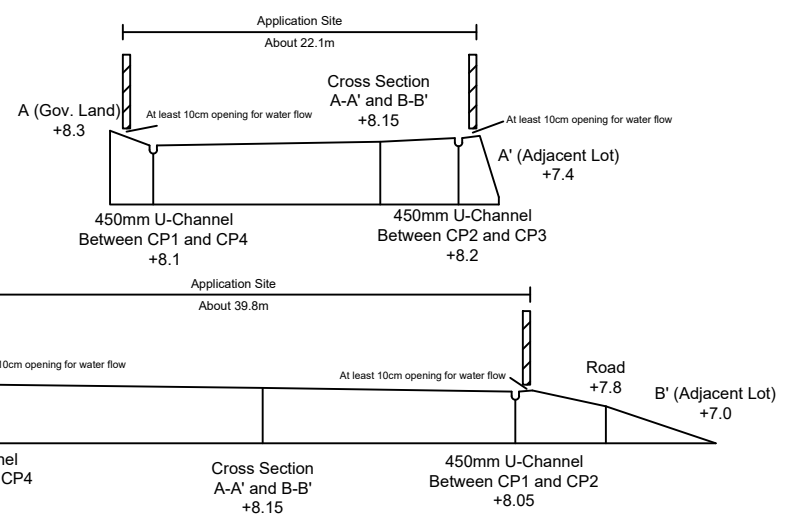 Application Site
About 22.1m
Cross Section
A-A' and B-B'
+8.15
A (Gov. Land)
+8.3
At least 10cm opening for water flow
At least 10cm opening for water flow
A' (Adjacent Lot)
+7.4
450mm U-Channel
Between CP1 and CP4
+8.1
450mm U-Channel
Between CP2 and CP3
+8.2
Application Site
About 39.8m
10cm opening for water flow
At least 10cm opening for water flow
Road
+7.8
B' (Adjacent Lot)
+7.0
nel
CP4
Cross Section
A-A' and B-B'
+8.15
450mm U-Channel
Between CP1 and CP2
+8.05